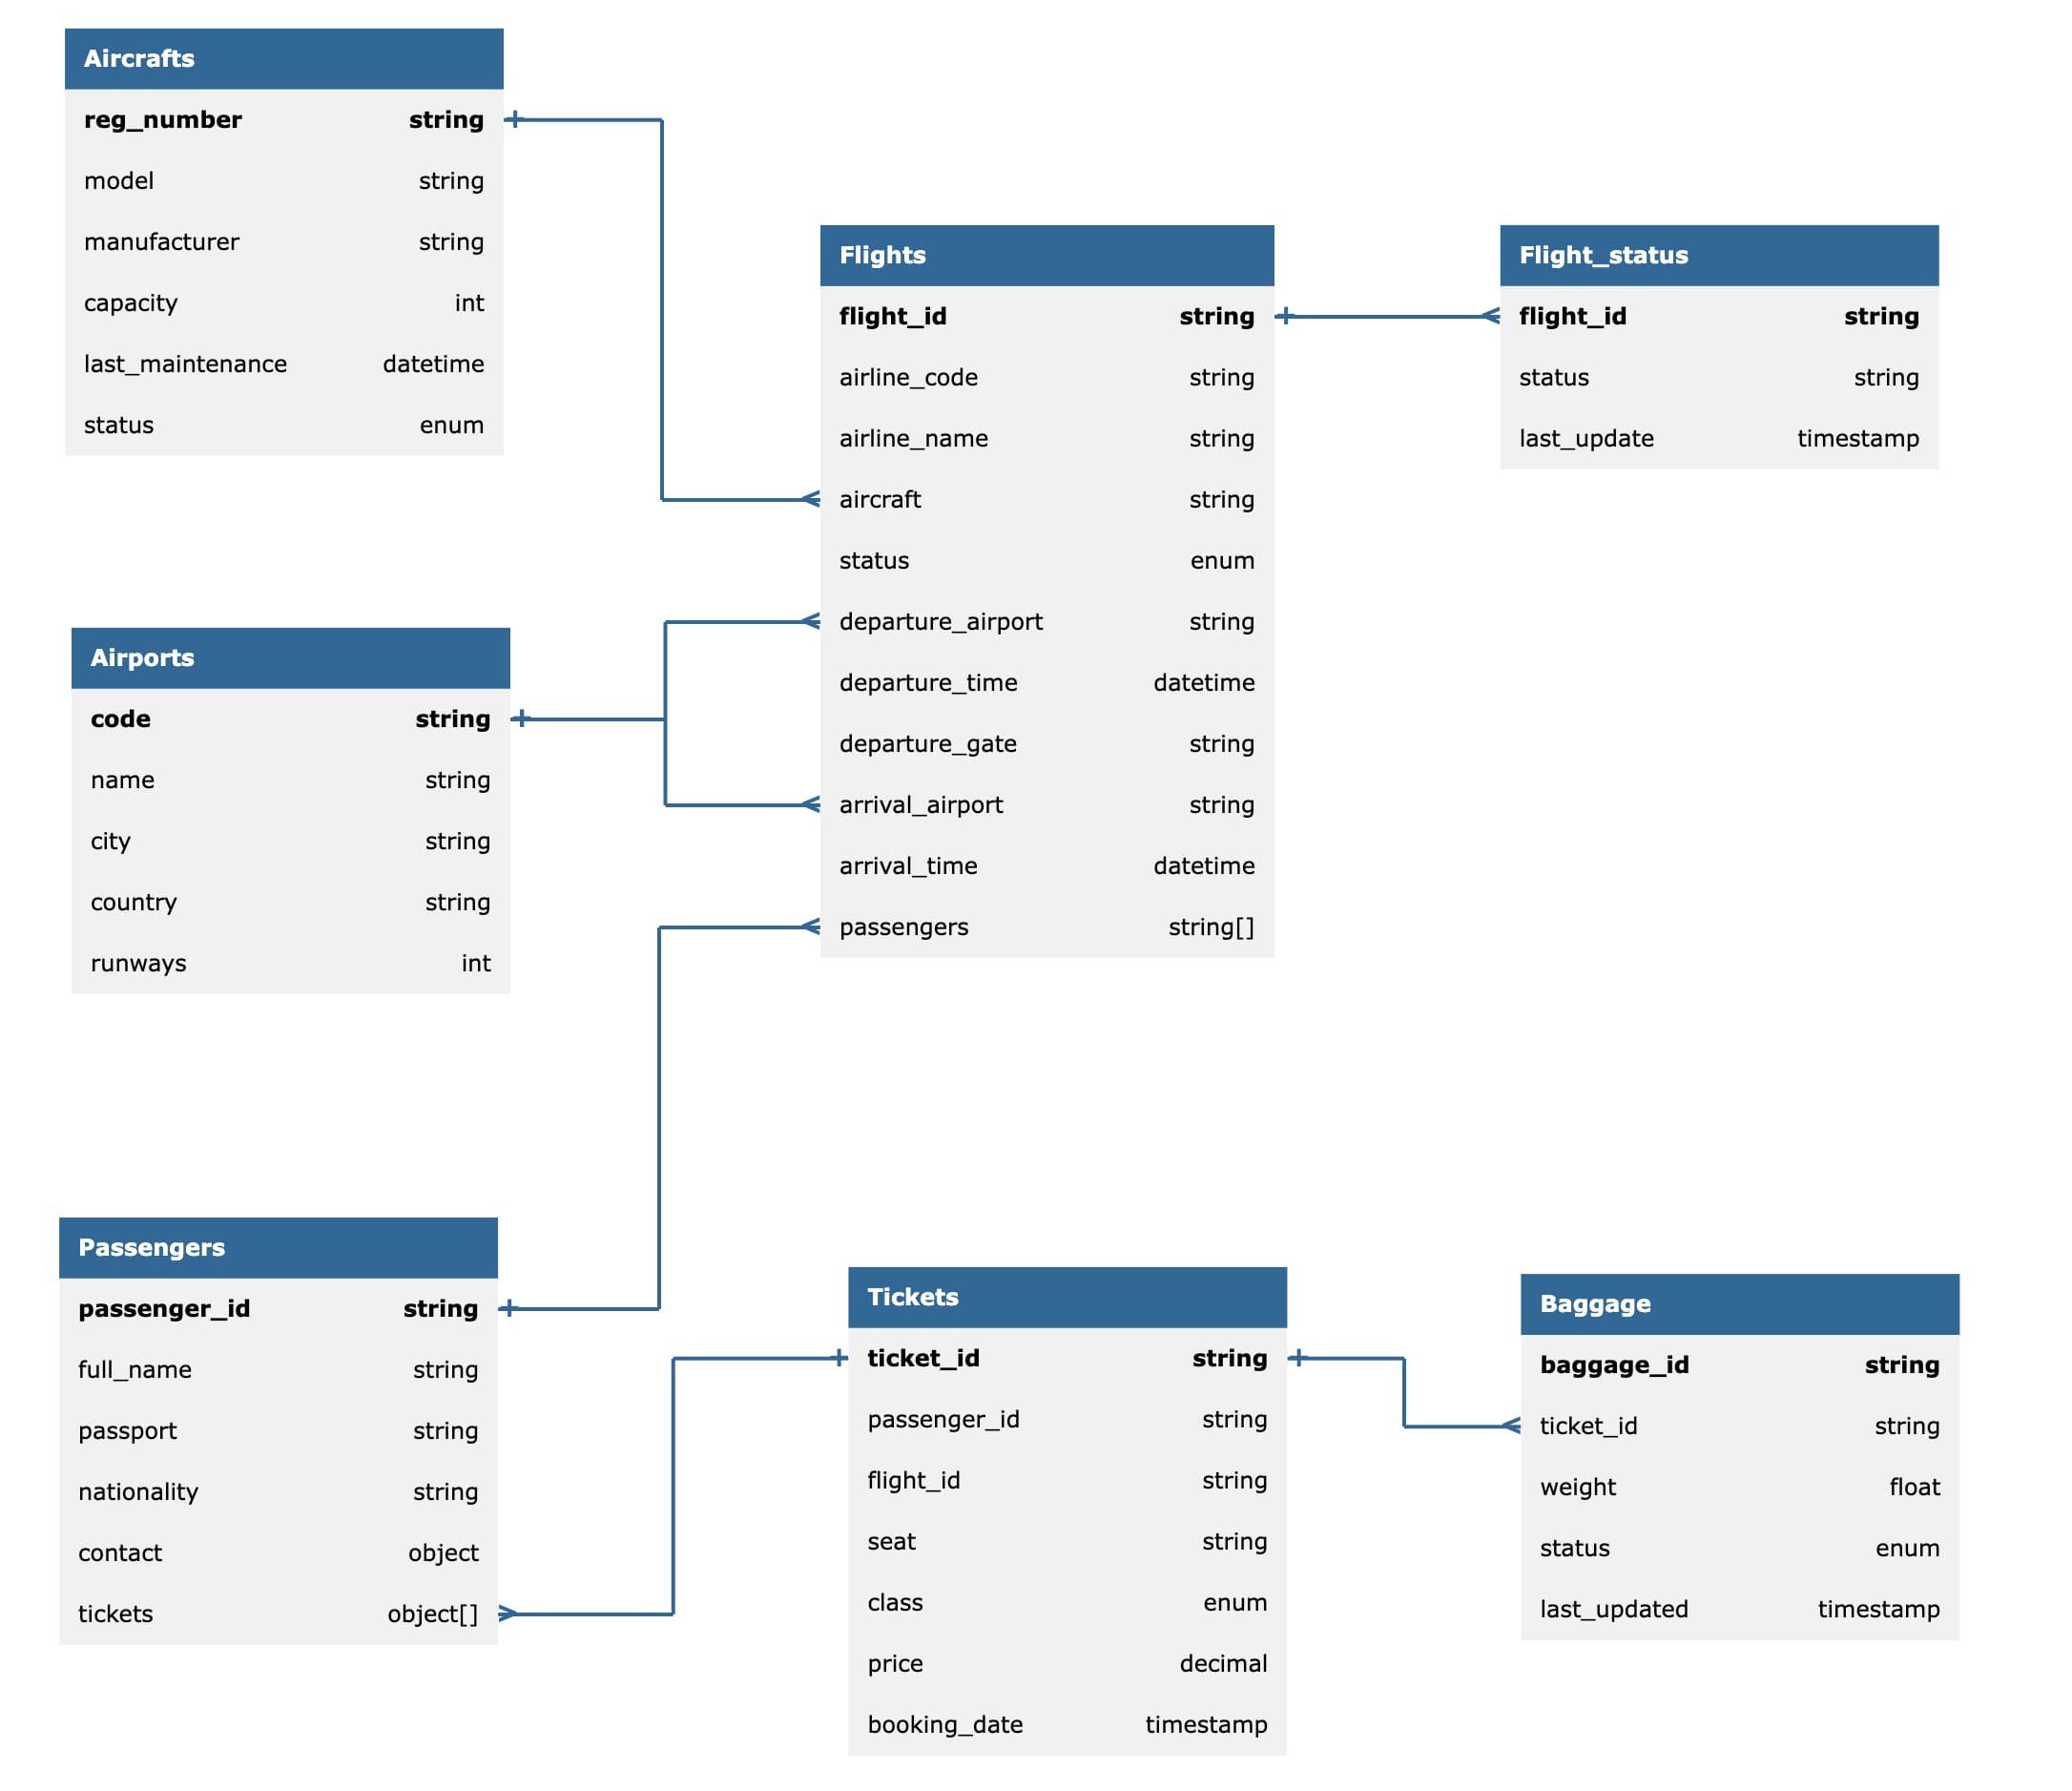 Aircrafts
reg_number string
model string
manufacturer string
capacity int
last_maintenance datetime
status enum
Flights
flight_id string
airline_code string
airline_name string
aircraft string
status enum
departure_airport string
departure_time datetime
departure_gate string
arrival_airport string
arrival_time datetime
passengers string[]
Flight_status
flight_id string
status string
last_update timestamp
Airports
code string
name string
city string
country string
runways int
Passengers
passenger_id string
full_name string
passport string
nationality string
contact object
tickets object[]
Tickets
ticket_id string
passenger_id string
flight_id string
seat string
class enum
price decimal
booking_date timestamp
Baggage
baggage_id string
ticket_id string
weight float
status enum
last_updated timestamp